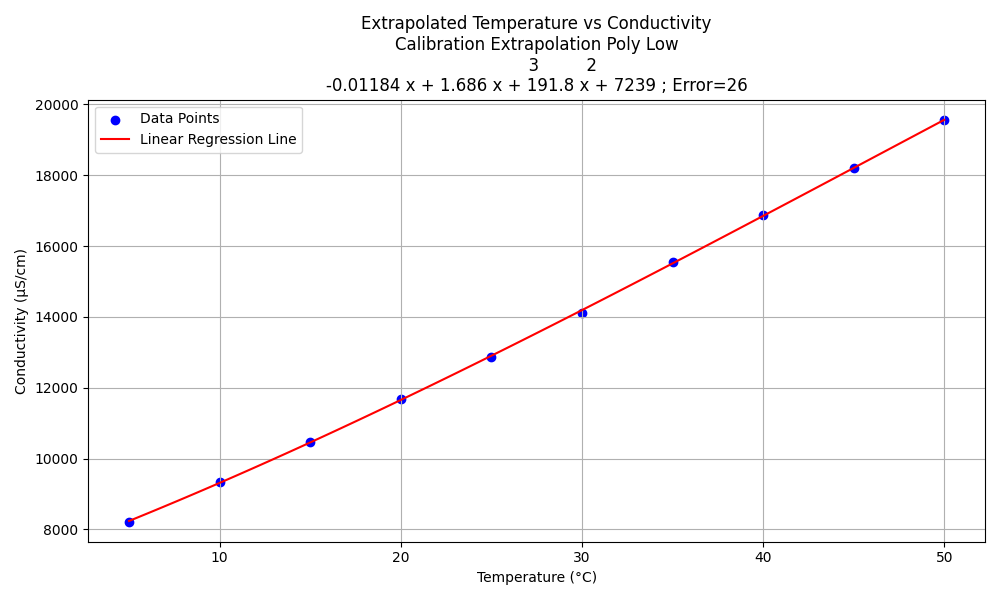 Extrapolated Temperature vs Conductivity
Calibration Extrapolation Poly Low
3 2
-0.01184 x + 1.686 x + 191.8 x + 7239 ; Error=26
Data Points
Linear Regression Line
20000
18000
16000
14000
12000
10000
8000
Conductivity (µS/cm)
10 20 30 40 50
Temperature (°C)